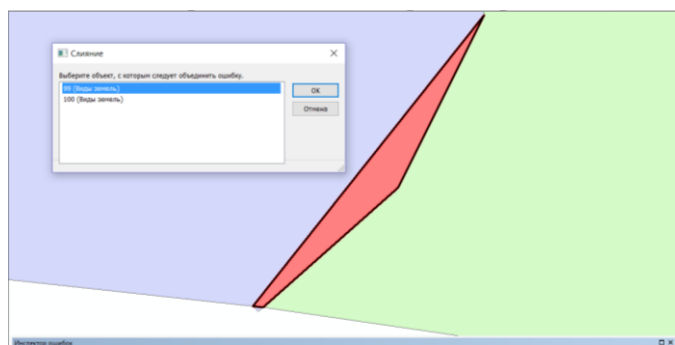 Слияние
Выберите объект, с которым следует объединить ошибку.
99 (Виды земель)
100 (Виды земель)
OK
Отмена
Инспектор ошибок